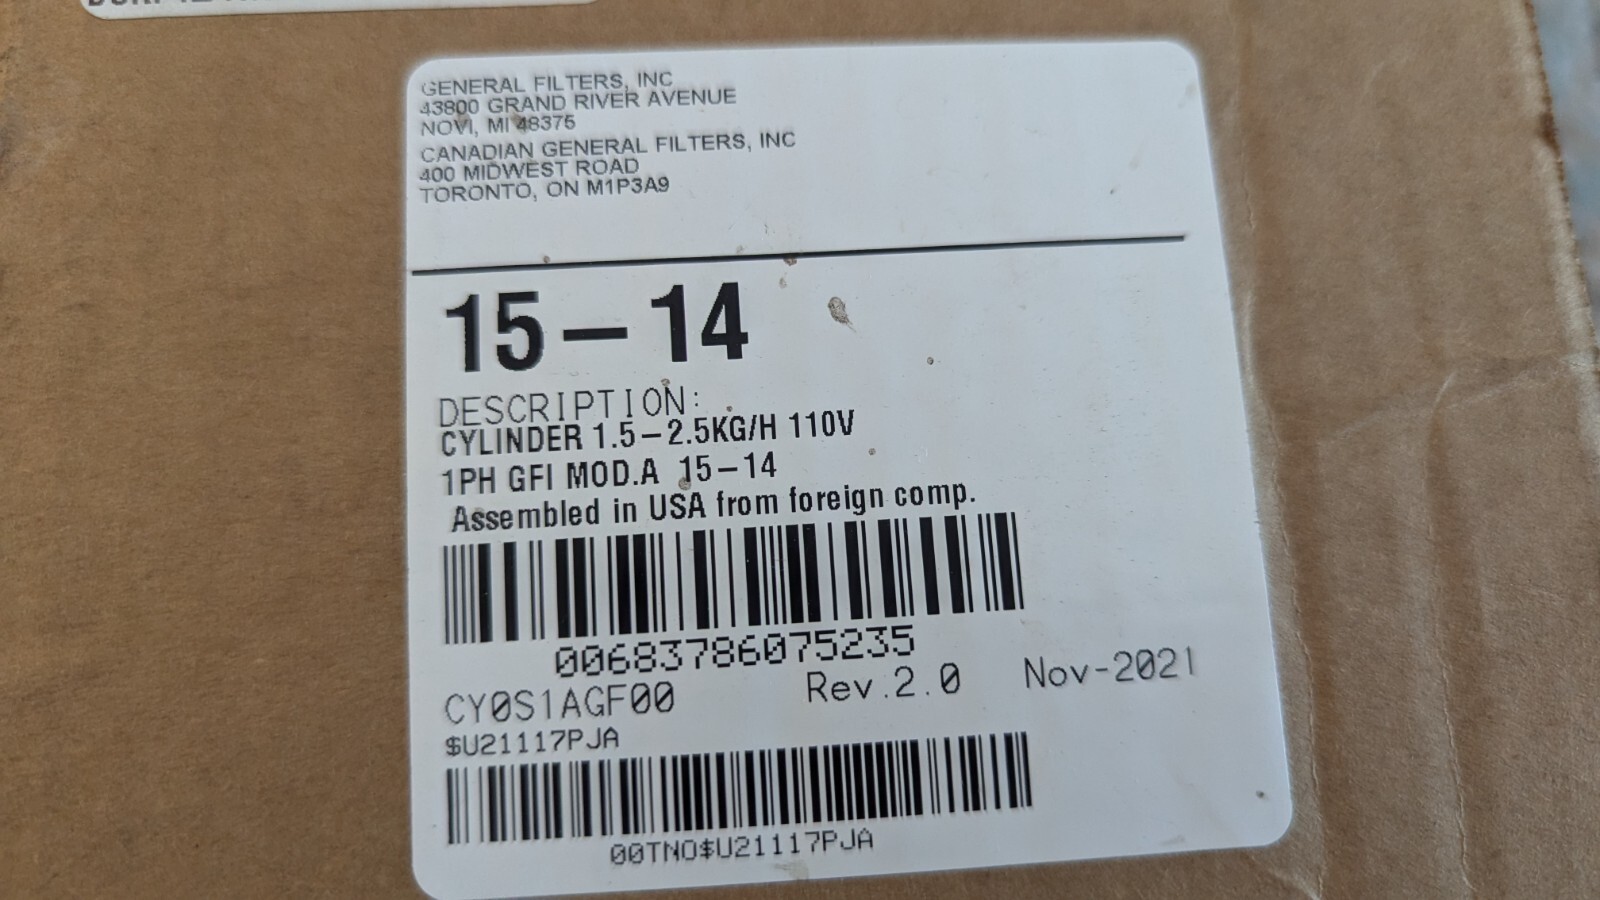 GENERAL FILTERS, INC
43800 GRAND RIVER AVENUE
NOVI, MI 48375
CANADIAN GENERAL FILTERS, INC
400 MIDWEST ROAD
TORONTO, ON M1P3A9
15-14
DESCRIPTION:
CYLINDER 1.5-2.5KG/H 110V
1PH GFI MOD.A 15-14
Assembled in USA from foreign comp.
00683786075235
CY0S1AGF00 Rev.2.0 Nov-2021
$U21117PJA
00TNO$U21117PJA